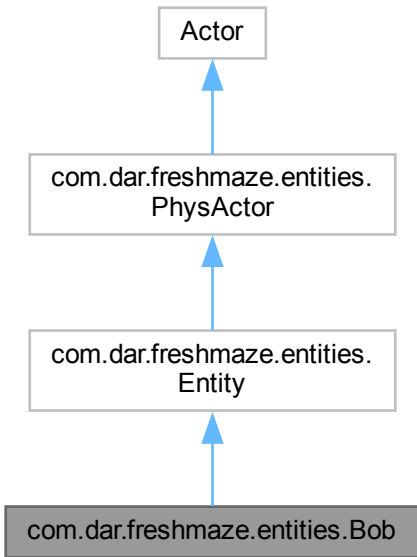 Actor
com.dar.freshmaze.entities.
PhysActor
com.dar.freshmaze.entities.
Entity
com.dar.freshmaze.entities.Bob